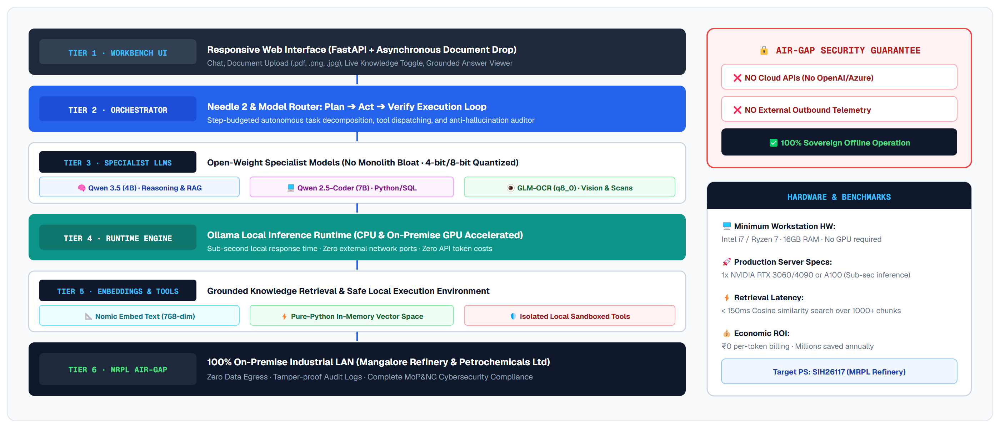 TIER 1 · WORKBENCH UI
Responsive Web Interface (FastAPI + Asynchronous Document Drop)
Chat, Document Upload (.pdf, .png, .jpg), Live Knowledge Toggle, Grounded Answer Viewer
TIER 2 · ORCHESTRATOR
Needle 2 & Model Router: Plan ➔ Act ➔ Verify Execution Loop
Step-budgeted autonomous task decomposition, tool dispatching, and anti-hallucination auditor
TIER 3 · SPECIALIST LLMS
Open-Weight Specialist Models (No Monolith Bloat · 4-bit/8-bit Quantized)
🧠 Qwen 3.5 (4B) · Reasoning & RAG
💻 Qwen 2.5-Coder (7B) · Python/SQL
👁️ GLM-OCR (q8_0) · Vision & Scans
TIER 4 · RUNTIME ENGINE
Ollama Local Inference Runtime (CPU & On-Premise GPU Accelerated)
Sub-second local response time · Zero external network ports · Zero API token costs
TIER 5 · EMBEDDINGS & TOOLS
Grounded Knowledge Retrieval & Safe Local Execution Environment
📐 Nomic Embed Text (768-dim)
⚡ Pure-Python In-Memory Vector Space
🛡️ Isolated Local Sandboxed Tools
TIER 6 · MRPL AIR-GAP
100% On-Premise Industrial LAN (Mangalore Refinery & Petrochemicals Ltd)
Zero Data Egress · Tamper-proof Audit Logs · Complete MoP&NG Cybersecurity Compliance
🔒 AIR-GAP SECURITY GUARANTEE
❌ NO Cloud APIs (No OpenAI/Azure)
❌ NO External Outbound Telemetry
✅ 100% Sovereign Offline Operation
HARDWARE & BENCHMARKS
🖥️ Minimum Workstation HW:
Intel i7 / Ryzen 7 · 16GB RAM · No GPU required
🚀 Production Server Specs:
1x NVIDIA RTX 3060/4090 or A100 (Sub-sec inference)
⚡ Retrieval Latency:
< 150ms Cosine similarity search over 1000+ chunks
💰 Economic ROI:
₹0 per-token billing · Millions saved annually
Target PS: SIH26117 (MRPL Refinery)